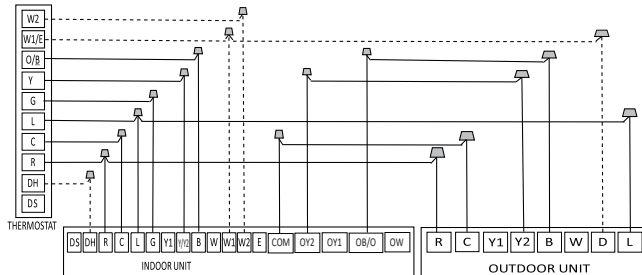 W2
W1/E
O/B
Y
G
L
C
R
DH
DS
THERMOSTAT
DS DH R C L G Y1 Y/Y2 B W W1 W2 E COM OY2 OY1 OB/O OW
INDOOR UNIT
R C Y1 Y2 B W D L
OUTDOOR UNIT